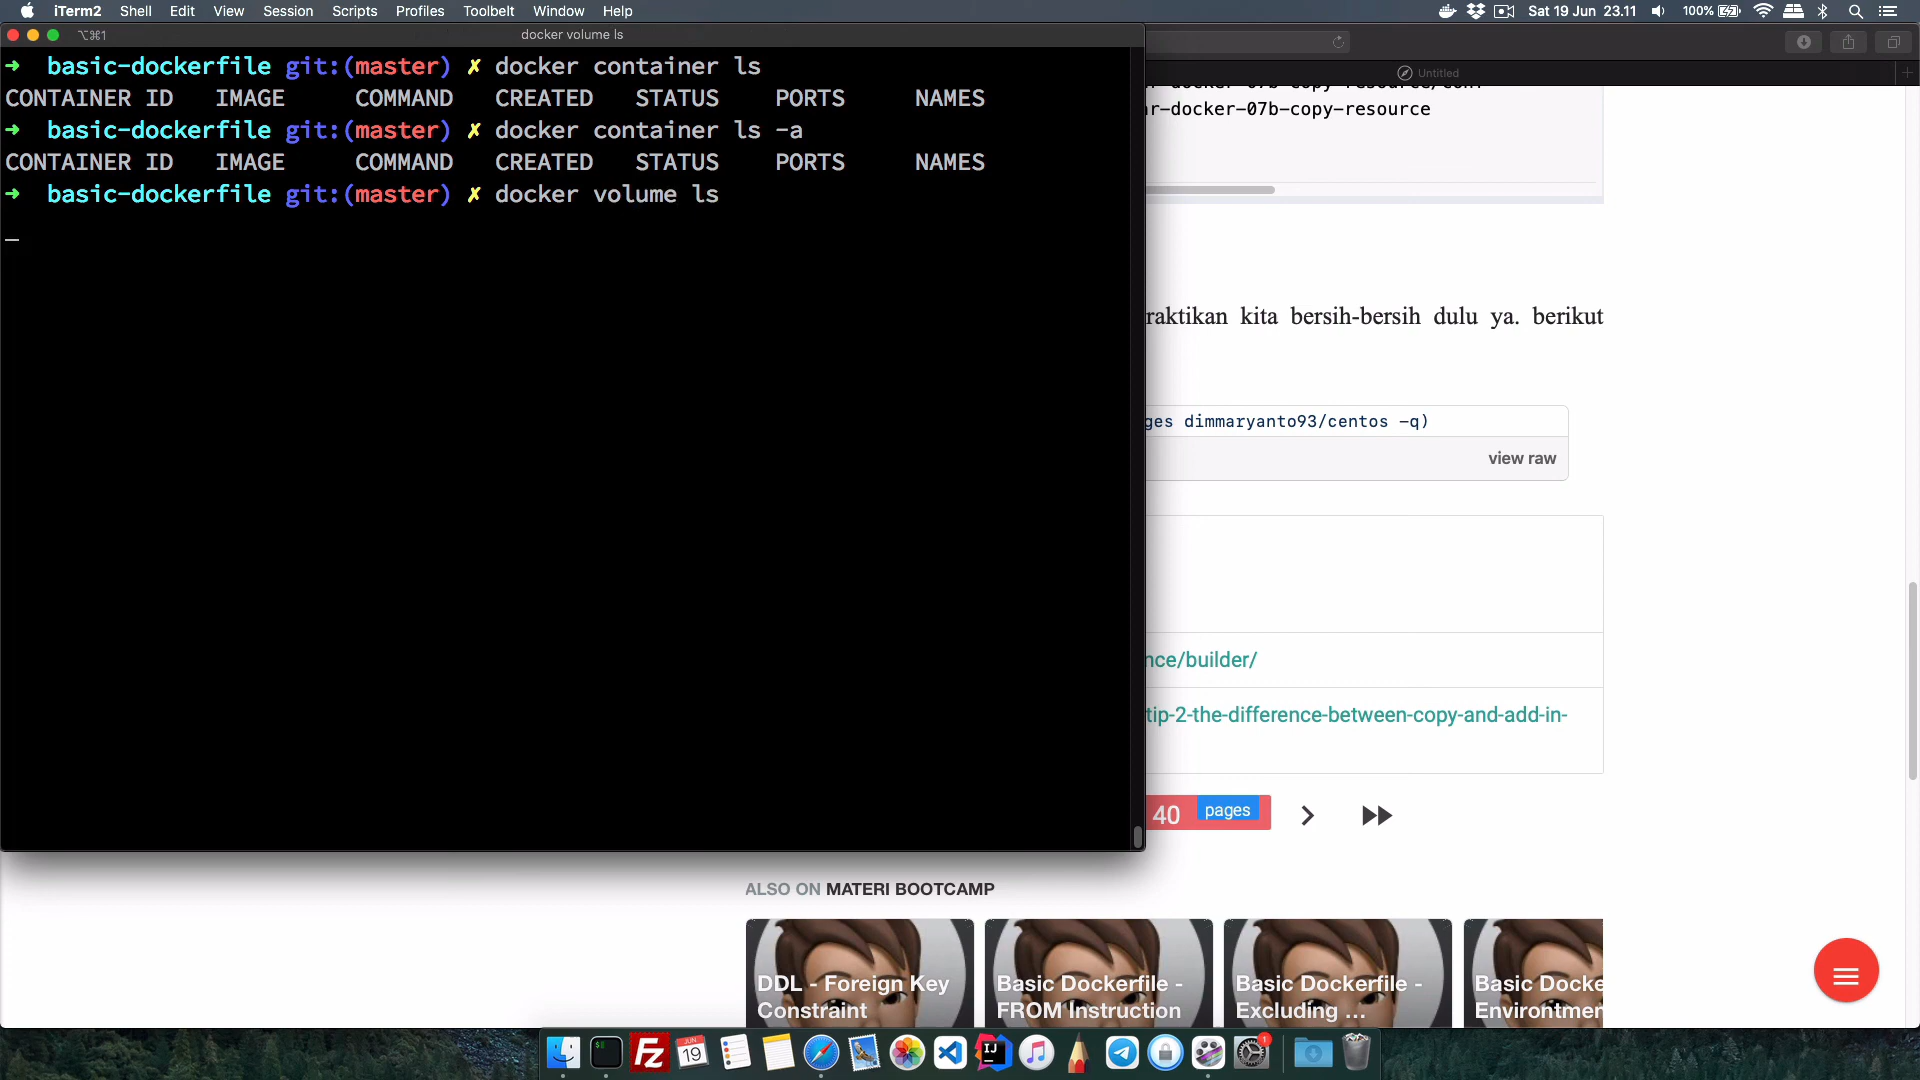 iTerm2 Shell Edit View Session Scripts Profiles Toolbelt Window Help
100% Sat 19 Jun 23.11
⌥⌘1 docker volume ls
➜ basic-dockerfile git:(master) ✗ docker container ls
CONTAINER ID IMAGE COMMAND CREATED STATUS PORTS NAMES
➜ basic-dockerfile git:(master) ✗ docker container ls -a
CONTAINER ID IMAGE COMMAND CREATED STATUS PORTS NAMES
➜ basic-dockerfile git:(master) ✗ docker volume ls
Untitled
r-docker-07b-copy-resource
raktikan kita bersih-bersih dulu ya. berikut
ges dimmaryanto93/centos -q)
view raw
nce/builder/
tip-2-the-difference-between-copy-and-add-in-
40 pages
ALSO ON MATERI BOOTCAMP
DDL - Foreign Key
Constraint
Basic Dockerfile -
FROM Instruction
Basic Dockerfile -
Excluding ...
Basic Docke
Environtmen
JUN
19
1